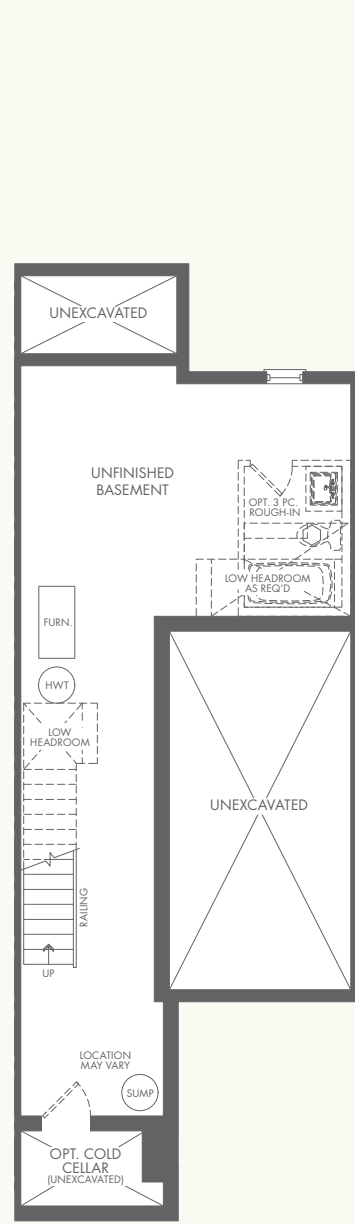 UNEXCAVATED
UNFINISHED
BASEMENT
OPT. 3 PC.
ROUGH-IN
LOW HEADROOM
AS REQ'D
FURN.
HWT
LOW
HEADROOM
UNEXCAVATED
RAILING
UP
LOCATION
MAY VARY
SUMP
OPT. COLD
CELLAR
(UNEXCAVATED)